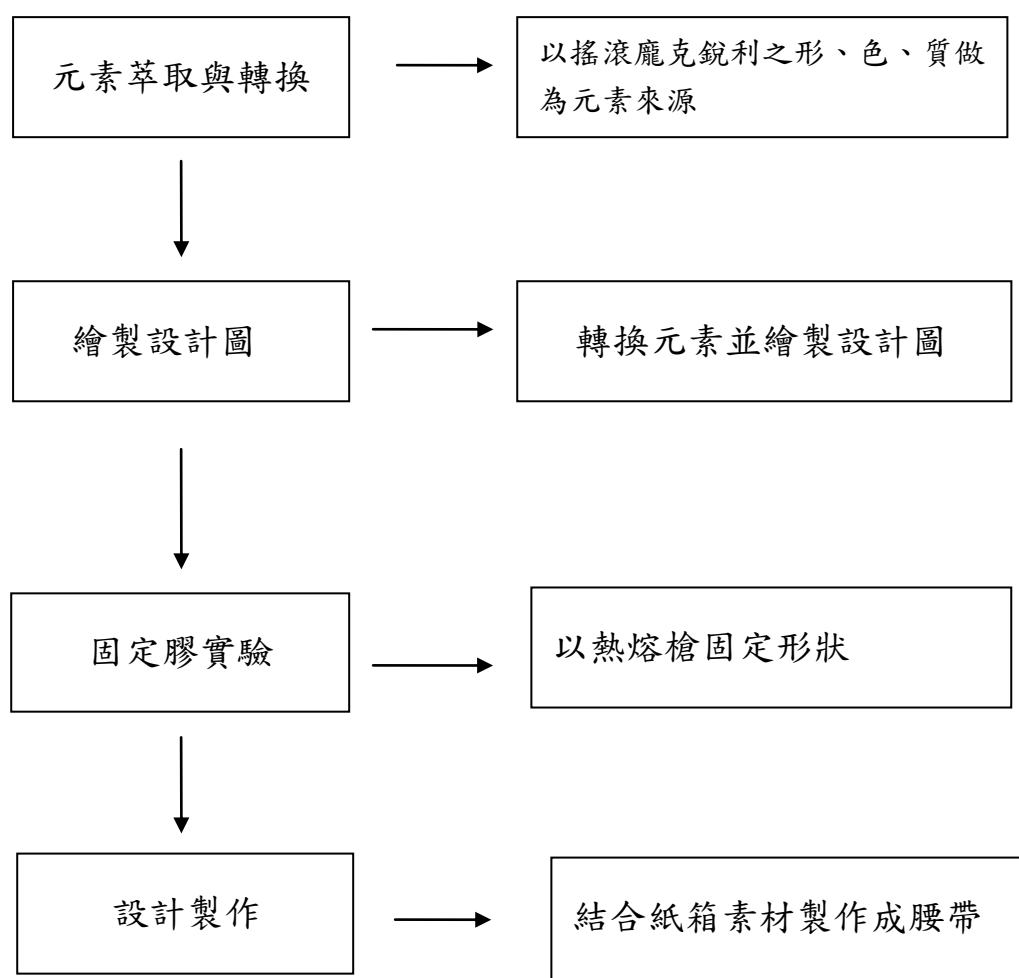 元素萃取與轉換
以搖滾龐克銳利之形、色、質做
為元素來源
繪製設計圖
轉換元素並繪製設計圖
固定膠實驗
以熱熔槍固定形狀
設計製作
結合紙箱素材製作成腰帶